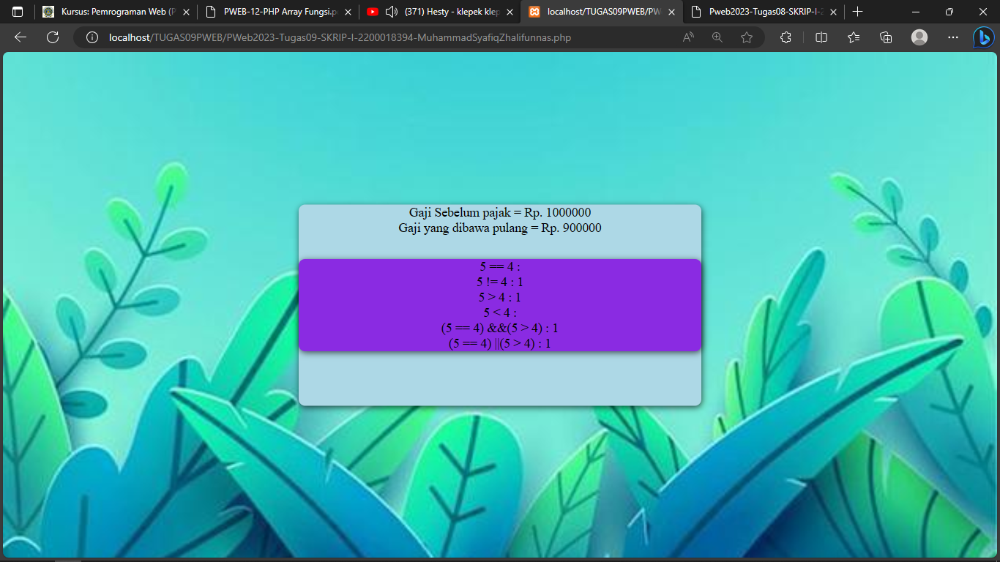 Kursus: Pemrograman Web (P
PWEB-12-PHP Array Fungsi.p
(371) Hesty - klepek klep
localhost/TUGAS09PWEB/PW
Pweb2023-Tugas08-SKRIP-I-2
localhost/TUGAS09PWEB/PWeb2023-Tugas09-SKRIP-I-2200018394-MuhammadSyafiqZhalifunnas.php
Gaji Sebelum pajak = Rp. 1000000
Gaji yang dibawa pulang = Rp. 900000
5 == 4 :
5 != 4 : 1
5 > 4 : 1
5 < 4 :
(5 == 4) &&(5 > 4) : 1
(5 == 4) ||(5 > 4) : 1